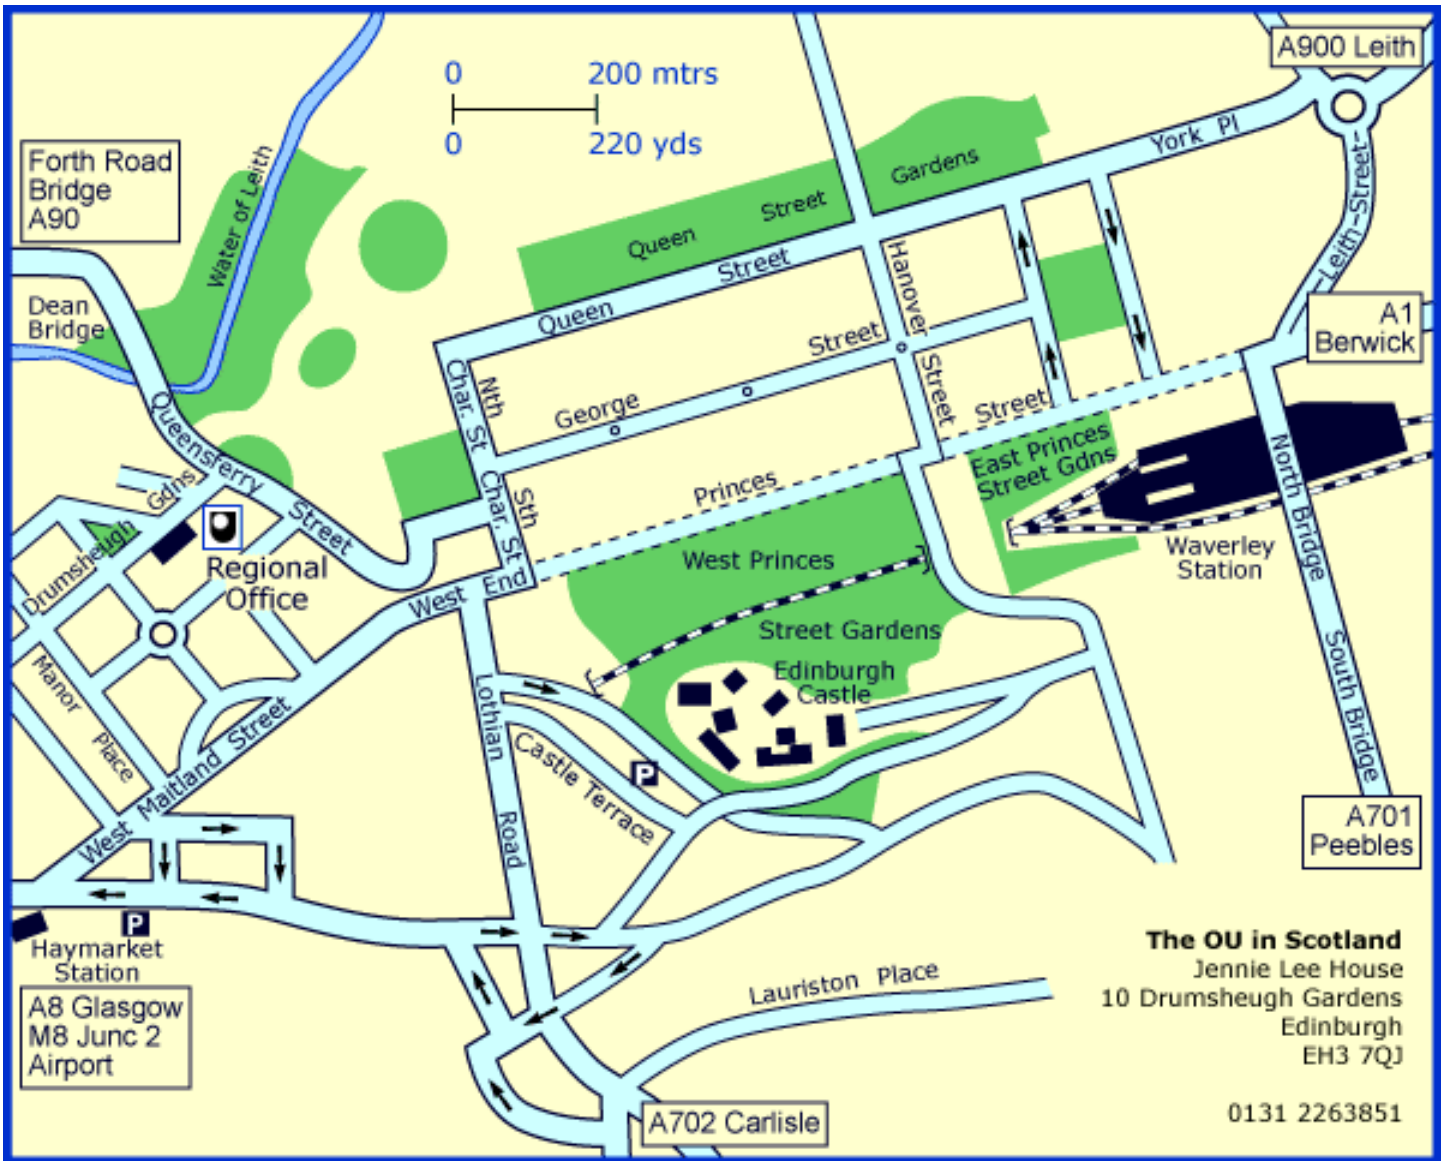 A900 Leith
0 200 mtrs
0 220 yds
York Pl
Leith Street
Forth Road
Bridge
A90
Water of Leith
Queen Street Gardens
Dean
Bridge
Queen Street
Hanover Street
A1
Berwick
Nth
Char. St
George Street
Queensferry Street
Sth
Char. St
Princes Street
East Princes
Street Gdns
North Bridge
Waverley
Station
Drumsheugh Gdns
Regional
Office
West End
West Princes
Street Gardens
Edinburgh
Castle
South Bridge
Manor Place
Lothian Road
Castle Terrace
P
West Maitland Street
A701
Peebles
P
Haymarket
Station
A8 Glasgow
M8 Junc 2
Airport
Lauriston Place
A702 Carlisle
The OU in Scotland
Jennie Lee House
10 Drumsheugh Gardens
Edinburgh
EH3 7QJ
0131 2263851